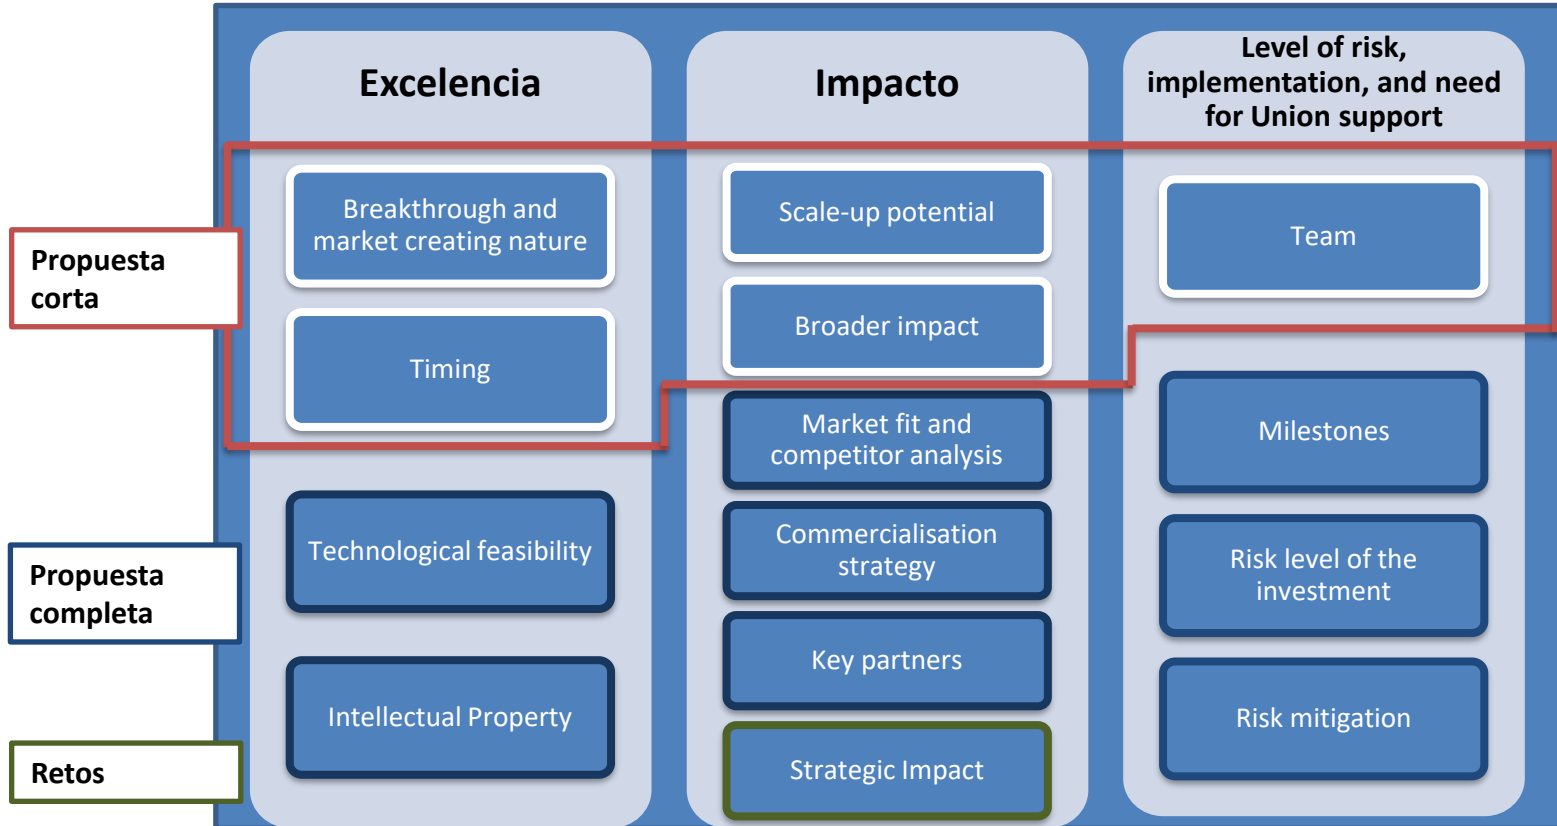 Excelencia
Breakthrough and
market creating nature
Timing
Technological feasibility
Intellectual Property
Impacto
Scale-up potential
Broader impact
Market fit and
competitor analysis
Commercialisation
strategy
Key partners
Strategic Impact
Level of risk,
implementation, and need
for Union support
Team
Milestones
Risk level of the
investment
Risk mitigation
Propuesta
corta
Propuesta
completa
Retos